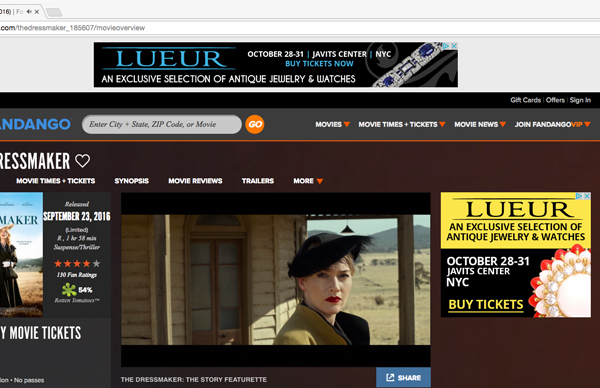 2016) | Fa
.com/thedressmaker_185607/movieoverview
LUEUR
OCTOBER 28-31 | JAVITS CENTER | NYC
BUY TICKETS NOW
AN EXCLUSIVE SELECTION OF ANTIQUE JEWELRY & WATCHES
Gift Cards | Offers | Sign In
ANDANGO
Enter City + State, ZIP Code, or Movie
GO
MOVIES
MOVIE TIMES + TICKETS
MOVIE NEWS
JOIN FANDANGOVIP
RESSMAKER
MOVIE TIMES + TICKETS
SYNOPSIS
MOVIE REVIEWS
TRAILERS
MORE
MAKER
Released
SEPTEMBER 23, 2016
(Limited)
R , 1 hr 58 min
Suspense/Thriller
130 Fan Ratings
54%
Rotten Tomatoes™
Y MOVIE TICKETS
on • No passes
THE DRESSMAKER: THE STORY FEATURETTE
SHARE
LUEUR
AN EXCLUSIVE SELECTION OF
ANTIQUE JEWELRY & WATCHES
OCTOBER 28-31
JAVITS CENTER
NYC
BUY TICKETS